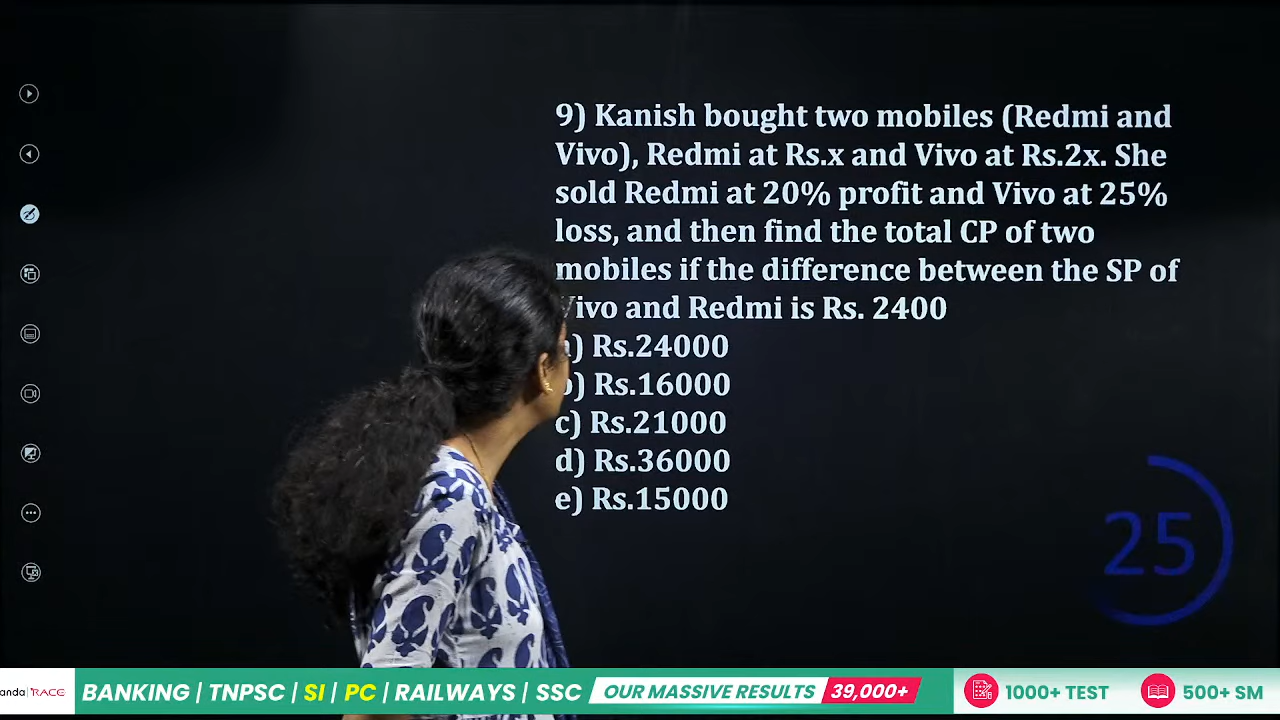 9) Kanish bought two mobiles (Redmi and
Vivo), Redmi at Rs.x and Vivo at Rs.2x. She
sold Redmi at 20% profit and Vivo at 25%
loss, and then find the total CP of two
mobiles if the difference between the SP of
Vivo and Redmi is Rs. 2400
a) Rs.24000
b) Rs.16000
c) Rs.21000
d) Rs.36000
e) Rs.15000
25
anda | RACE
BANKING | TNPSC | SI | PC | RAILWAYS | SSC
OUR MASSIVE RESULTS 39,000+
1000+ TEST
500+ SM